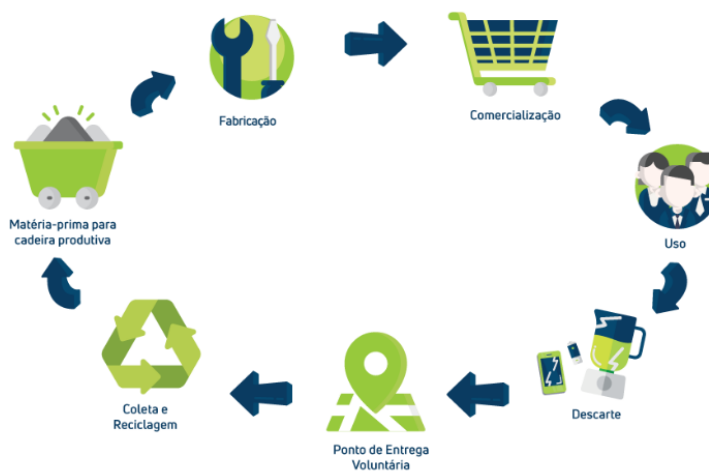 Fabricação
Comercialização
Uso
Descarte
Ponto de Entrega
Voluntária
Coleta e
Reciclagem
Matéria-prima para
cadeira produtiva